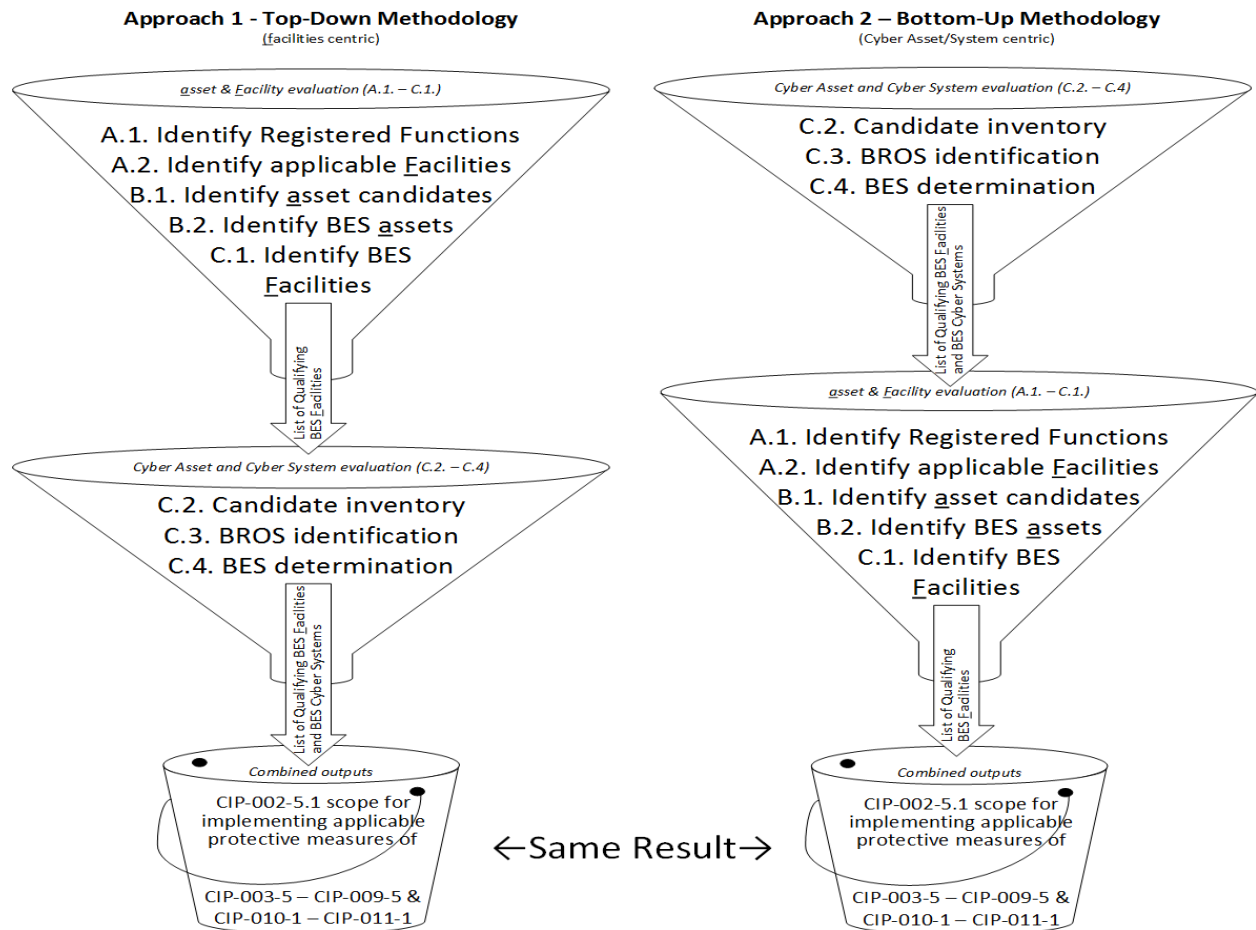 Approach 1 - Top-Down Methodology
(facilities centric)
asset & Facility evaluation (A.1. – C.1.)
A.1. Identify Registered Functions
A.2. Identify applicable Facilities
B.1. Identify asset candidates
B.2. Identify BES assets
C.1. Identify BES
Facilities
List of Qualifying
BES Facilities
Cyber Asset and Cyber System evaluation (C.2. – C.4)
C.2. Candidate inventory
C.3. BROS identification
C.4. BES determination
List of Qualifying BES Facilities
and BES Cyber Systems
Combined outputs
CIP-002-5.1 scope for
implementing applicable
protective measures of
CIP-003-5 – CIP-009-5 &
CIP-010-1 – CIP-011-1
←Same Result→
Approach 2 – Bottom-Up Methodology
(Cyber Asset/System centric)
Cyber Asset and Cyber System evaluation (C.2. – C.4)
C.2. Candidate inventory
C.3. BROS identification
C.4. BES determination
List of Qualifying BES Facilities
and BES Cyber Systems
asset & Facility evaluation (A.1. – C.1.)
A.1. Identify Registered Functions
A.2. Identify applicable Facilities
B.1. Identify asset candidates
B.2. Identify BES assets
C.1. Identify BES
Facilities
List of Qualifying
BES Facilities
Combined outputs
CIP-002-5.1 scope for
implementing applicable
protective measures of
CIP-003-5 – CIP-009-5 &
CIP-010-1 – CIP-011-1